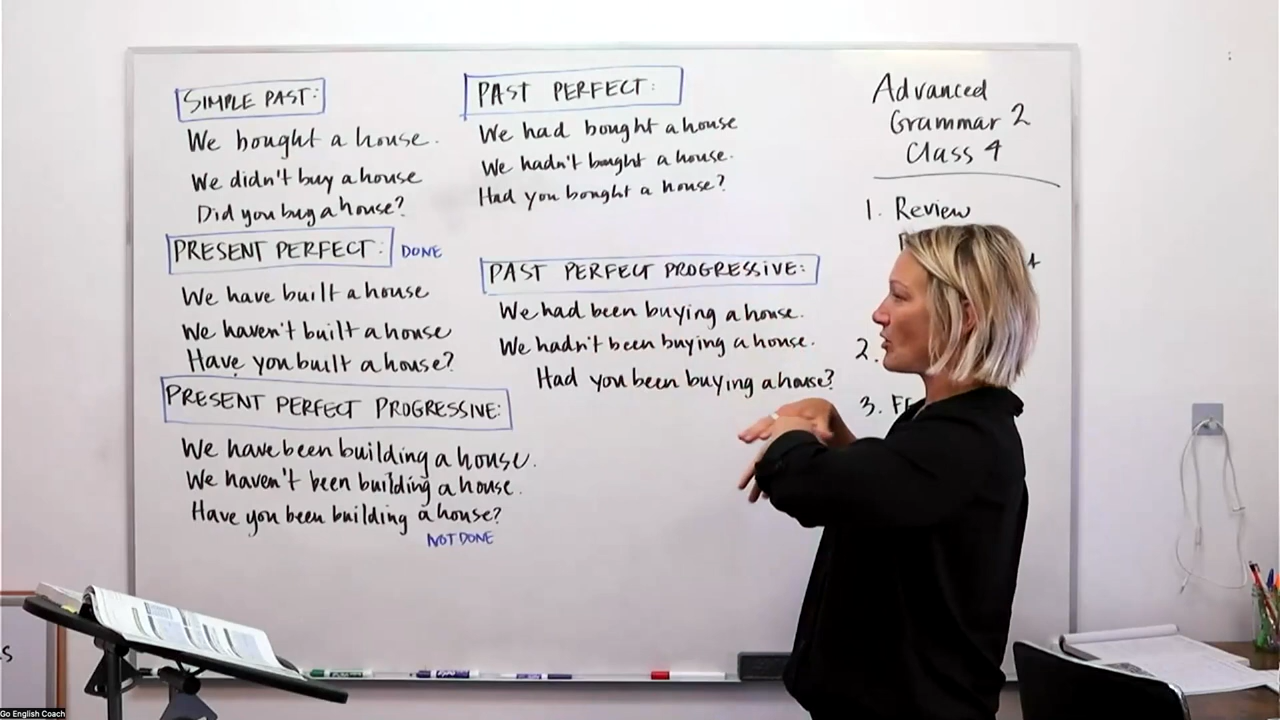 SIMPLE PAST:
We bought a house.
We didn't buy a house
Did you buy a house?
PRESENT PERFECT: DONE
We have built a house
We haven't built a house
Have you built a house?
PRESENT PERFECT PROGRESSIVE:
We have been building a house.
We haven't been building a house.
Have you been building a house?
NOT DONE
PAST PERFECT:
We had bought a house
We hadn't bought a house.
Had you bought a house?
PAST PERFECT PROGRESSIVE:
We had been buying a house.
We hadn't been buying a house.
Had you been buying a house?
Advanced
Grammar 2
Class 4
1. Review
2.
3.
Go English Coach